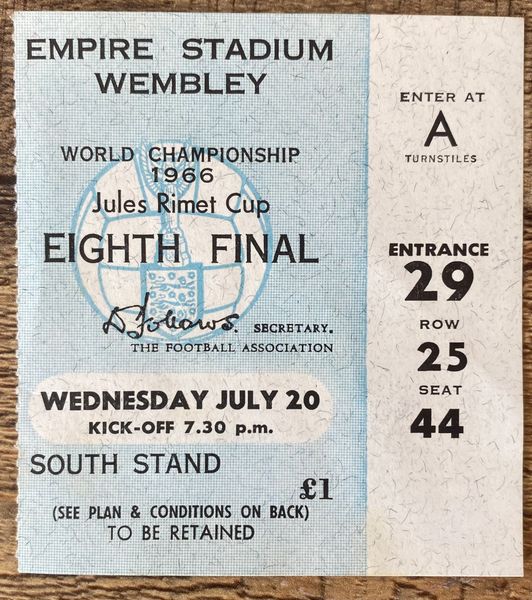 EMPIRE STADIUM
WEMBLEY
WORLD CHAMPIONSHIP
1966
Jules Rimet Cup
EIGHTH FINAL
D Follows. SECRETARY.
THE FOOTBALL ASSOCIATION
WEDNESDAY JULY 20
KICK-OFF 7.30 p.m.
SOUTH STAND
£1
(SEE PLAN & CONDITIONS ON BACK)
TO BE RETAINED
ENTER AT
A
TURNSTILES
ENTRANCE
29
ROW
25
SEAT
44